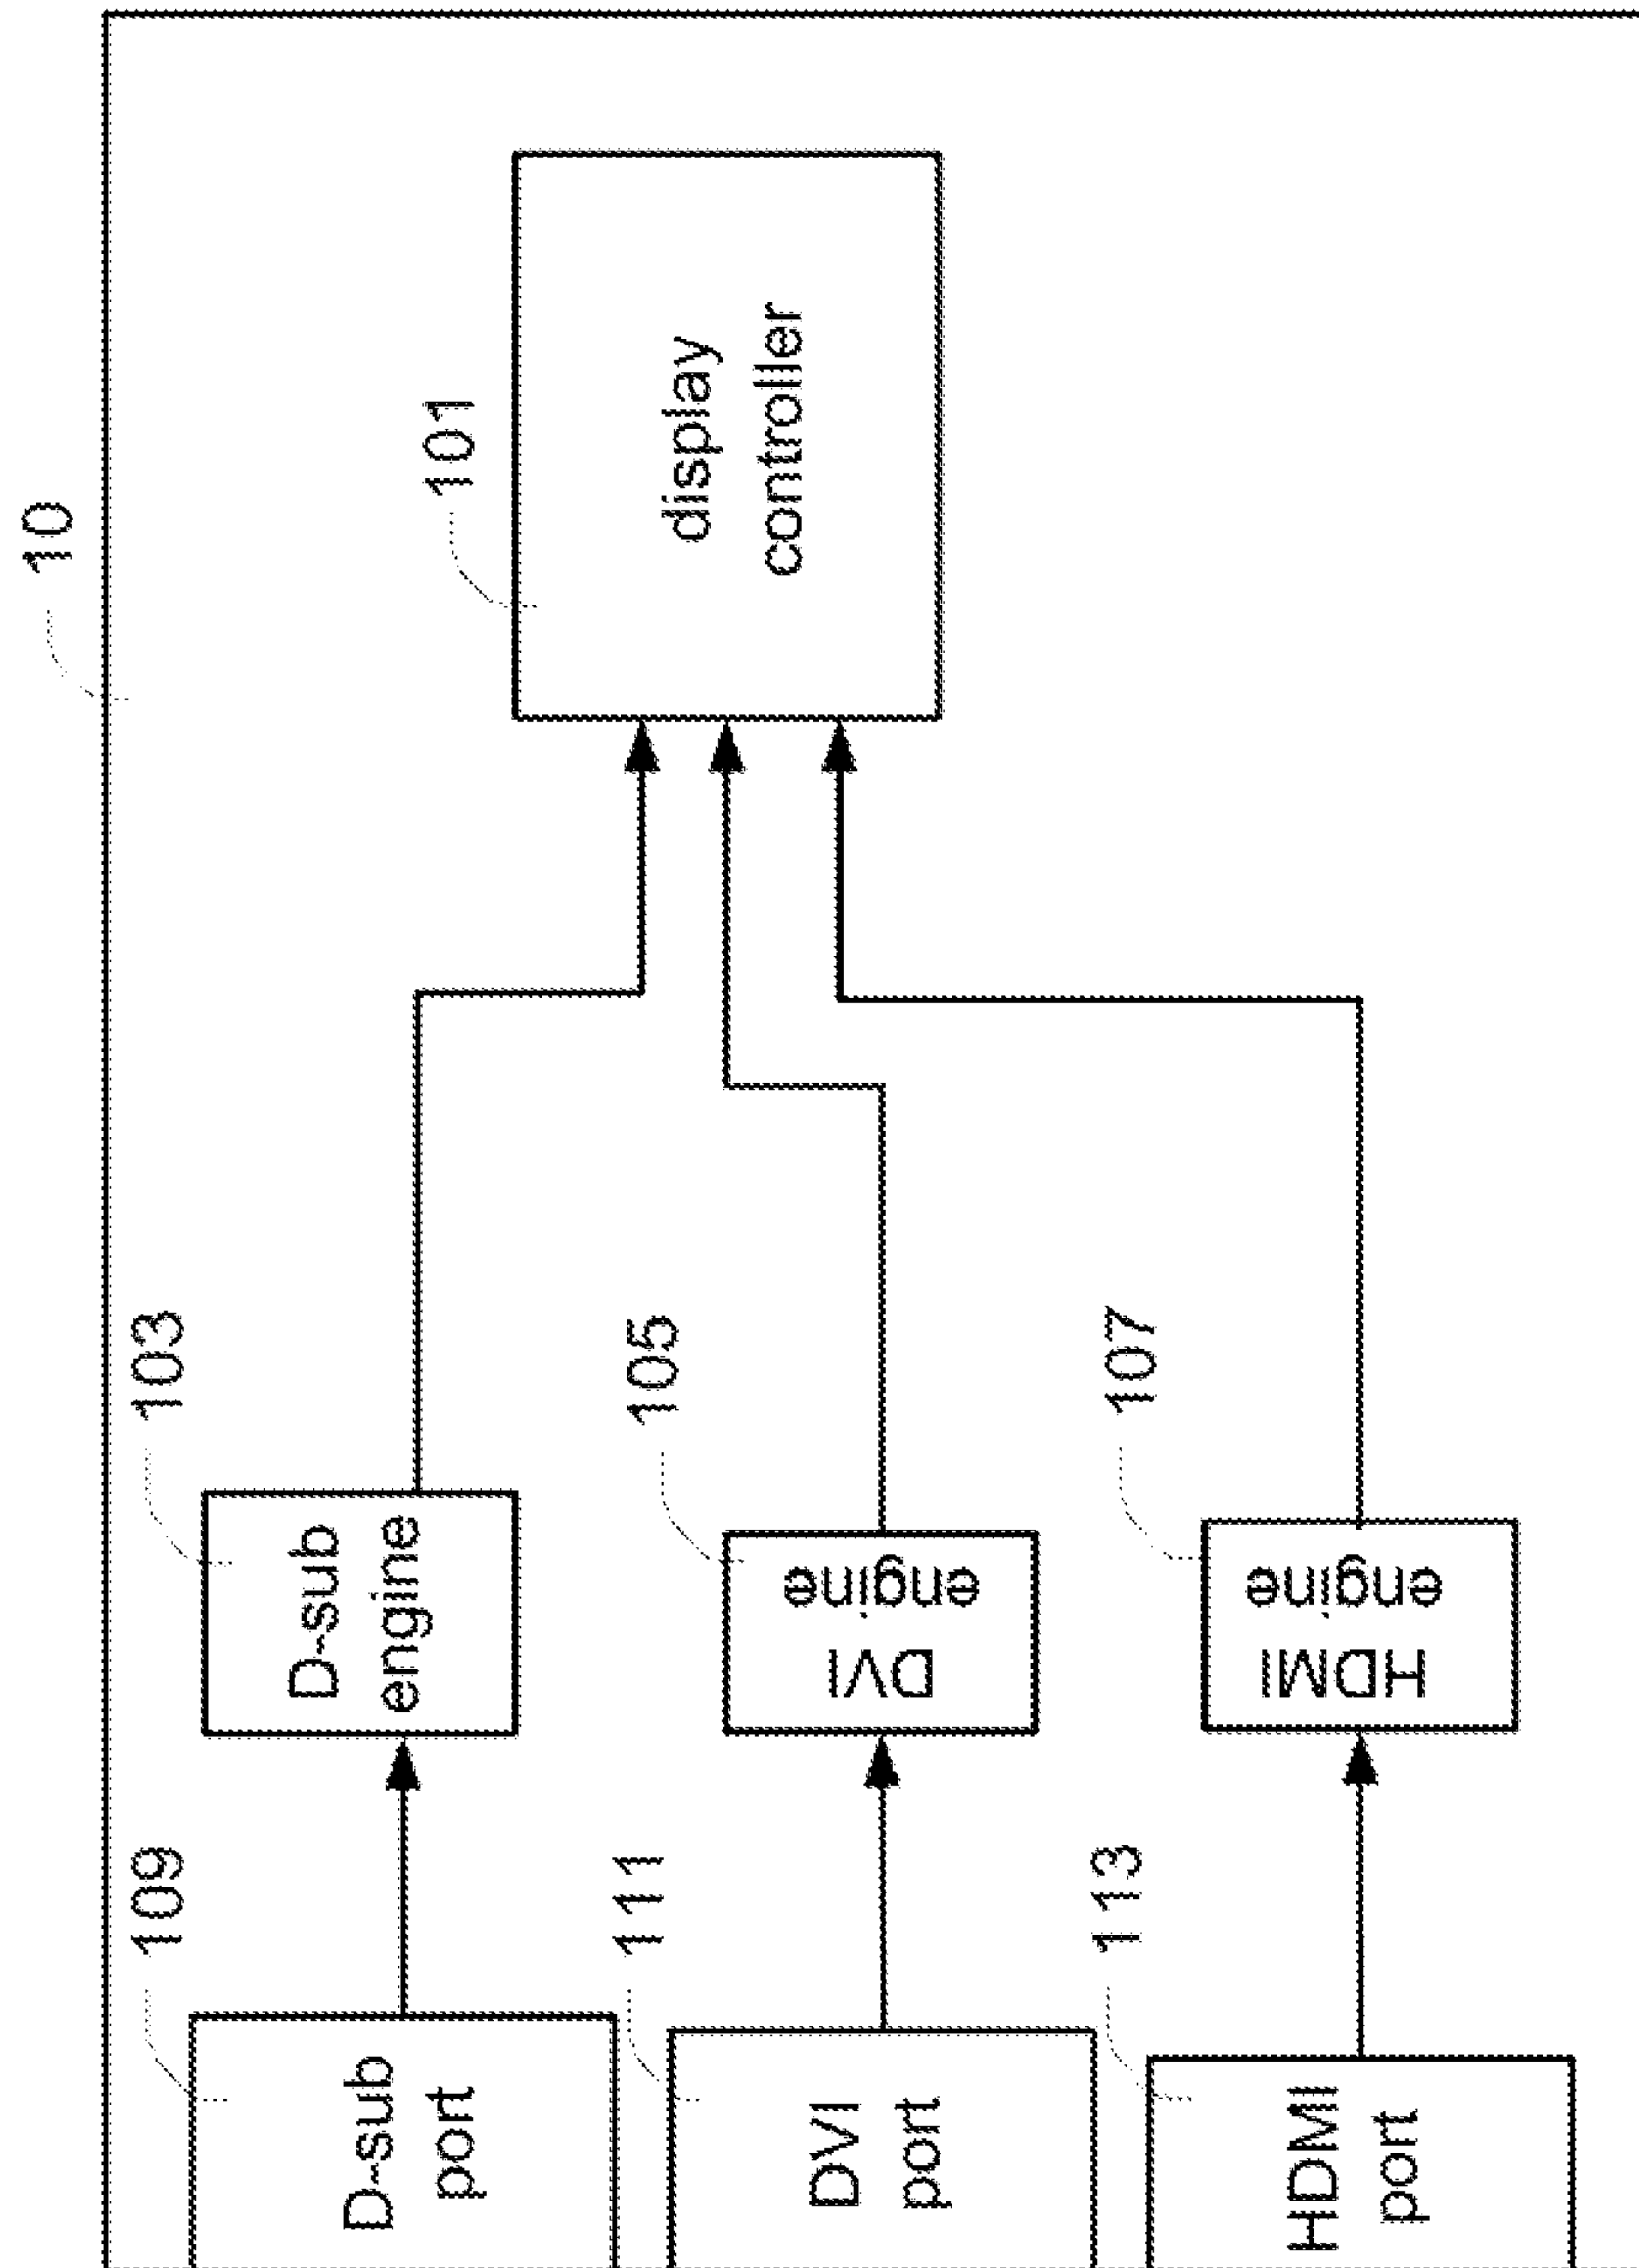 10
109
D-sub
port
103
D-sub
engine
101
display
controller
111
DVI
port
105
DVI
engine
113
HDMI
port
107
HDMI
engine